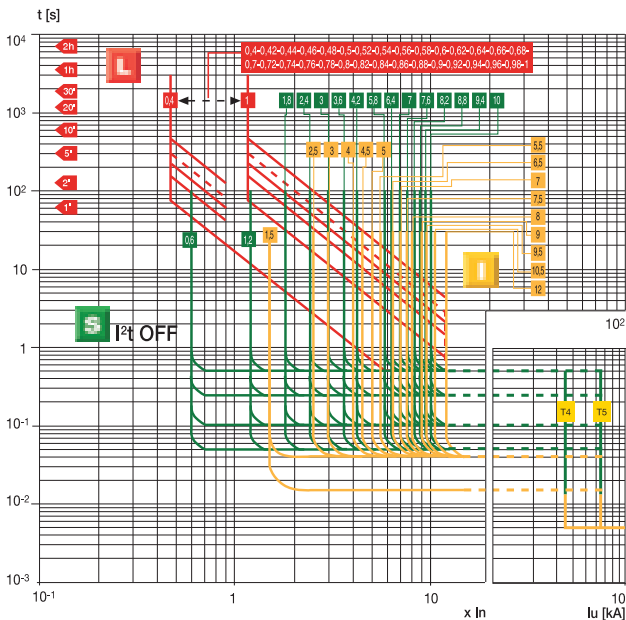 t [s]
10⁴
2h
1h
30'
20'
10³
10'
5'
2'
10²
1'
10
1
10⁻¹
10⁻²
10⁻³
L
0,4-0,42-0,44-0,46-0,48-0,5-0,52-0,54-0,56-0,58-0,6-0,62-0,64-0,66-0,68-
0,7-0,72-0,74-0,76-0,78-0,8-0,82-0,84-0,86-0,88-0,9-0,92-0,94-0,96-0,98-1
0,4 1 1,8 2,4 3 3,6 4,2 5,8 6,4 7 7,6 8,2 8,8 9,4 10
2,5 3 4 4,5 5
5,5
6,5
7
7,5
8
9
9,5
10,5
12
0,6 1,2 1,5
I
S I²t OFF
10²
T4 T5
10⁻¹ 1 10 10
x In Iu [kA]